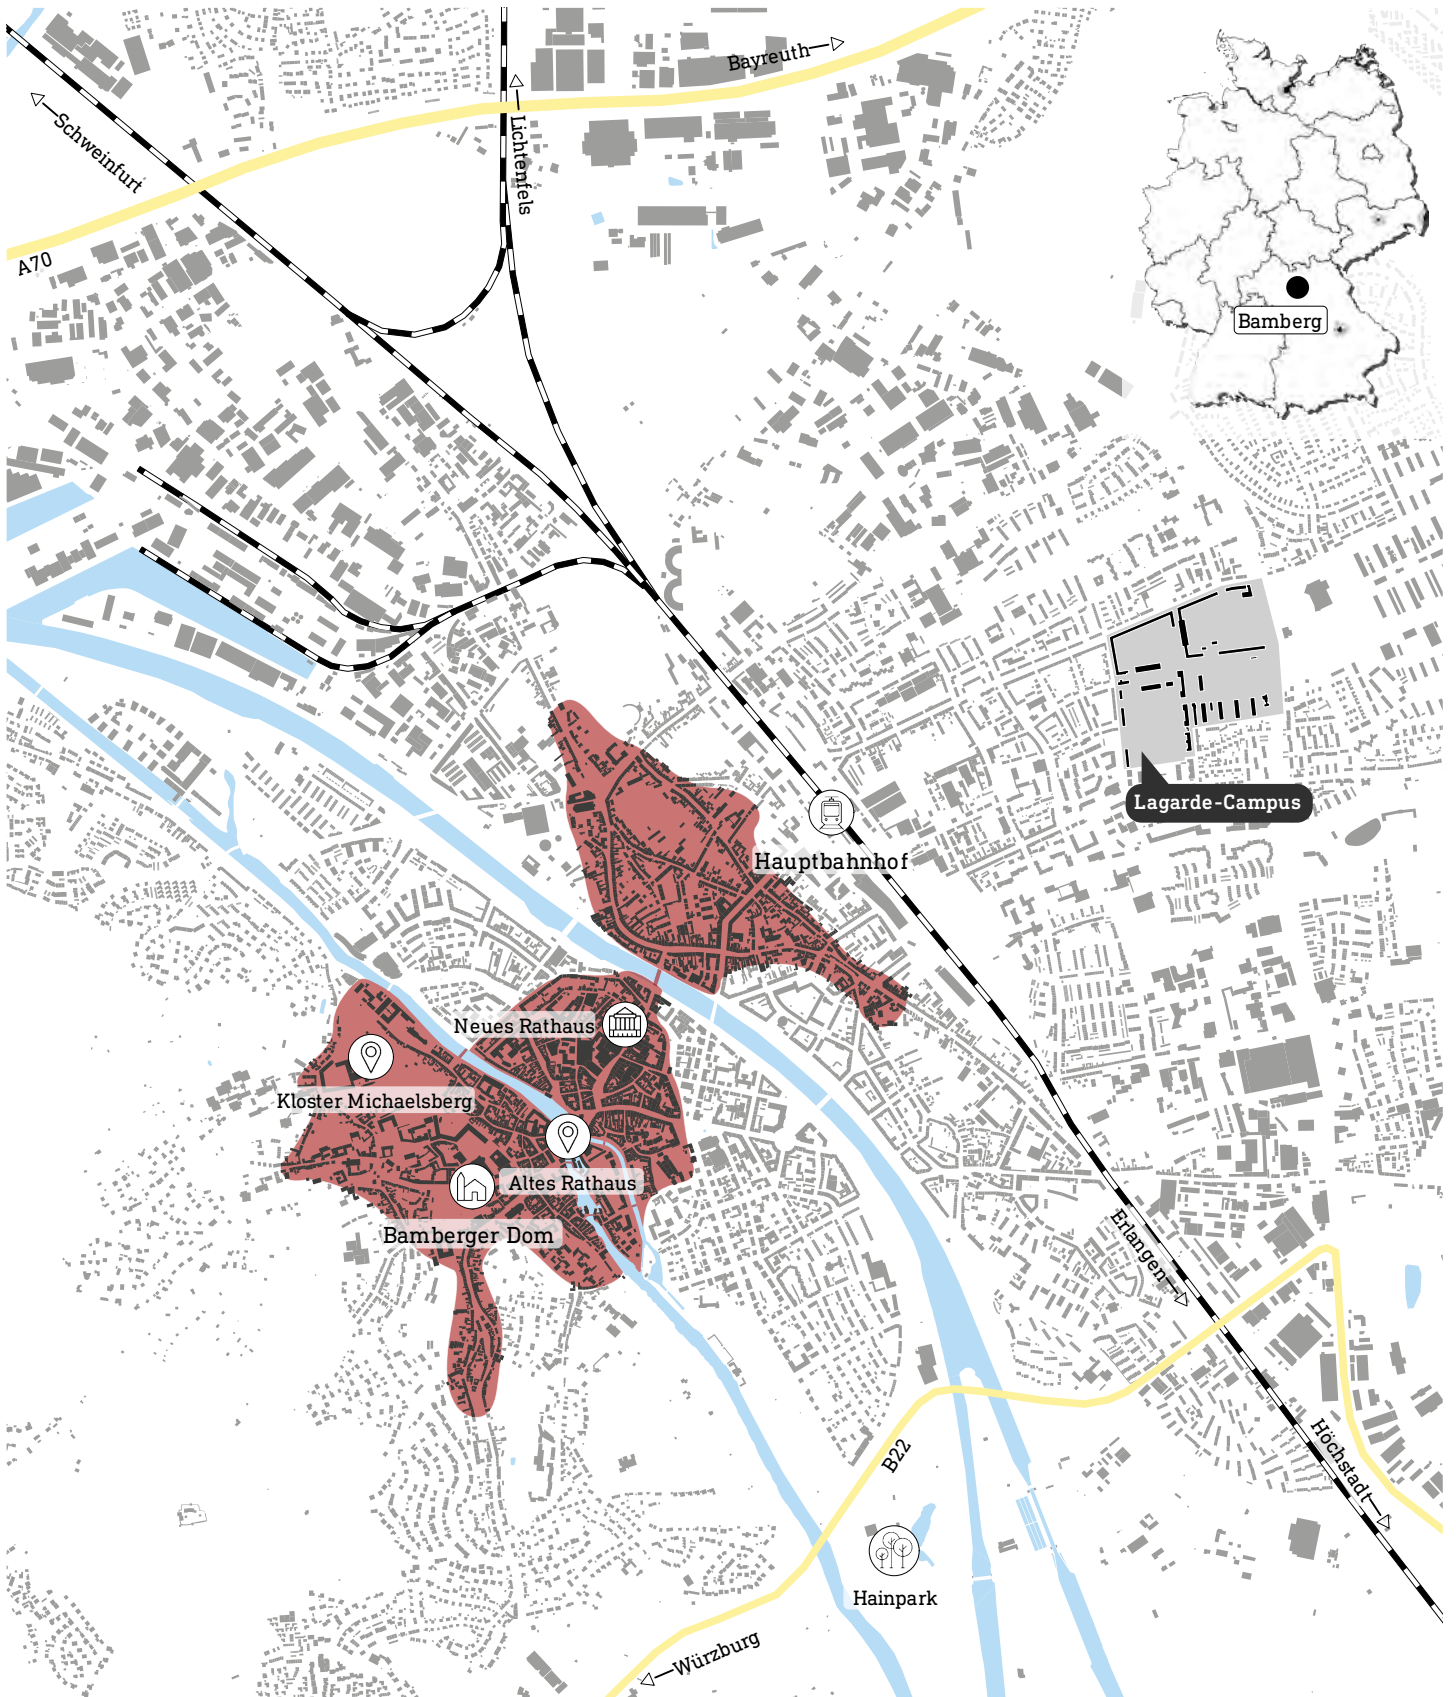 Bayreuth
Schweinfurt
Lichtenfels
A70
Bamberg
Lagarde-Campus
Hauptbahnhof
Neues Rathaus
Kloster Michaelsberg
Altes Rathaus
Bamberger Dom
Erlangen
Höchstadt
B22
Hainpark
Würzburg